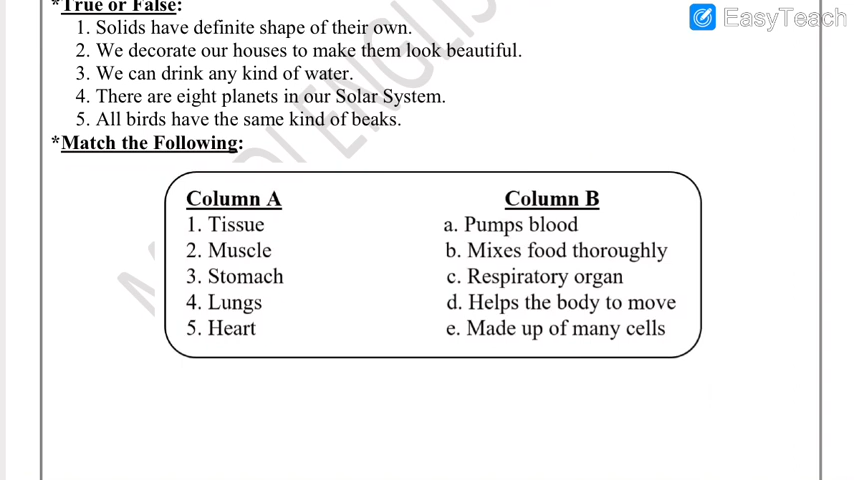 *True or False:
1. Solids have definite shape of their own.
2. We decorate our houses to make them look beautiful.
3. We can drink any kind of water.
4. There are eight planets in our Solar System.
5. All birds have the same kind of beaks.
*Match the Following:
Column A Column B
1. Tissue a. Pumps blood
2. Muscle b. Mixes food thoroughly
3. Stomach c. Respiratory organ
4. Lungs d. Helps the body to move
5. Heart e. Made up of many cells
EasyTeach